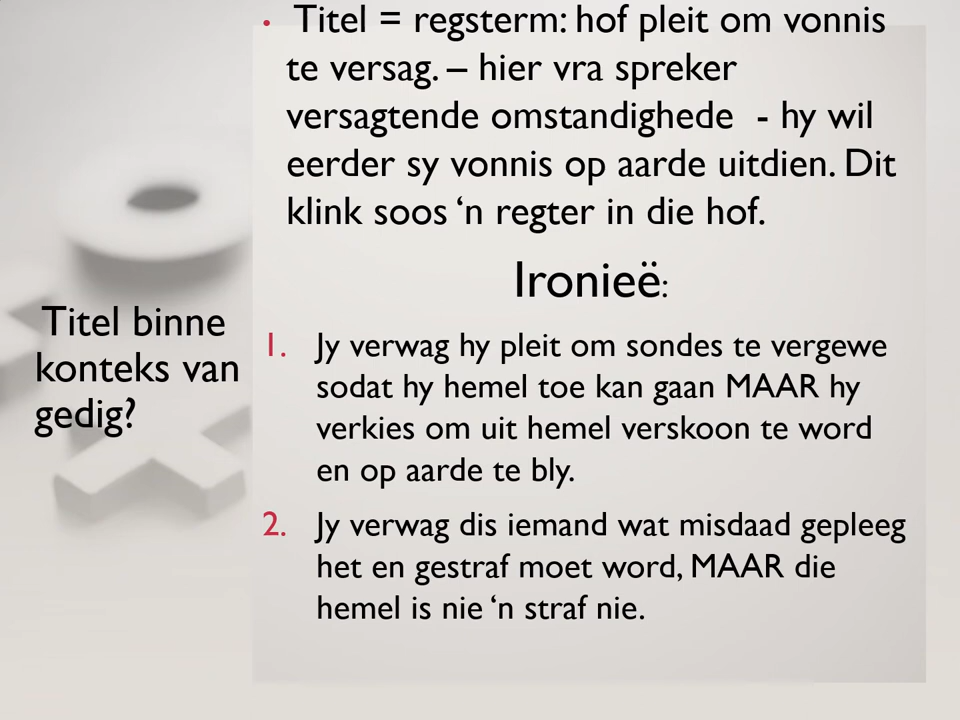 Titel binne
konteks van
gedig?
• Titel = regsterm: hof pleit om vonnis
te versag. – hier vra spreker
versagtende omstandighede - hy wil
eerder sy vonnis op aarde uitdien. Dit
klink soos ‘n regter in die hof.
Ironieë:
1. Jy verwag hy pleit om sondes te vergewe
sodat hy hemel toe kan gaan MAAR hy
verkies om uit hemel verskoon te word
en op aarde te bly.
2. Jy verwag dis iemand wat misdaad gepleeg
het en gestraf moet word, MAAR die
hemel is nie ‘n straf nie.